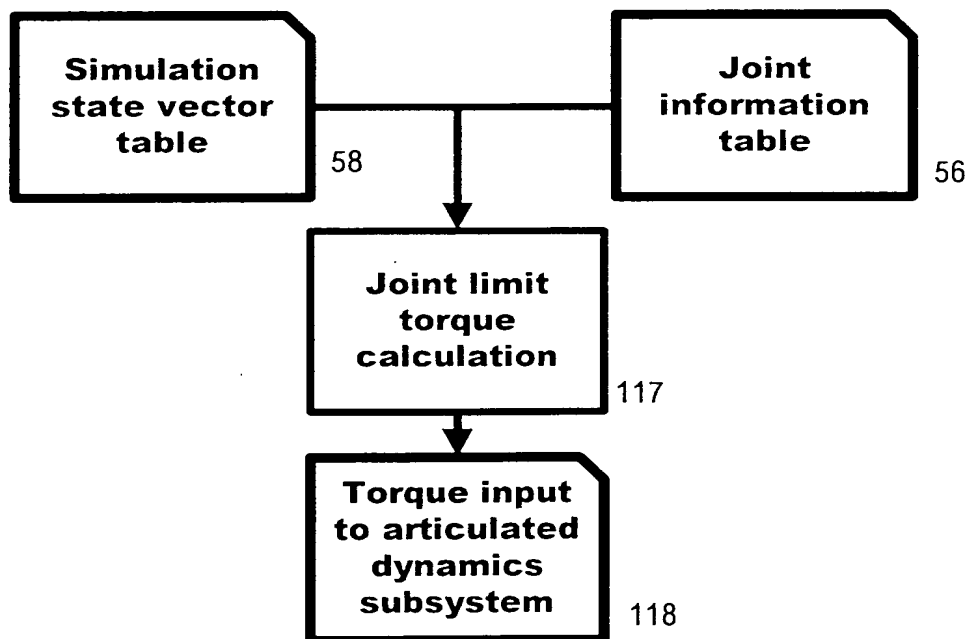 Simulation
state vector
table
58
Joint
information
table
56
Joint limit
torque
calculation
117
Torque input
to articulated
dynamics
subsystem
118